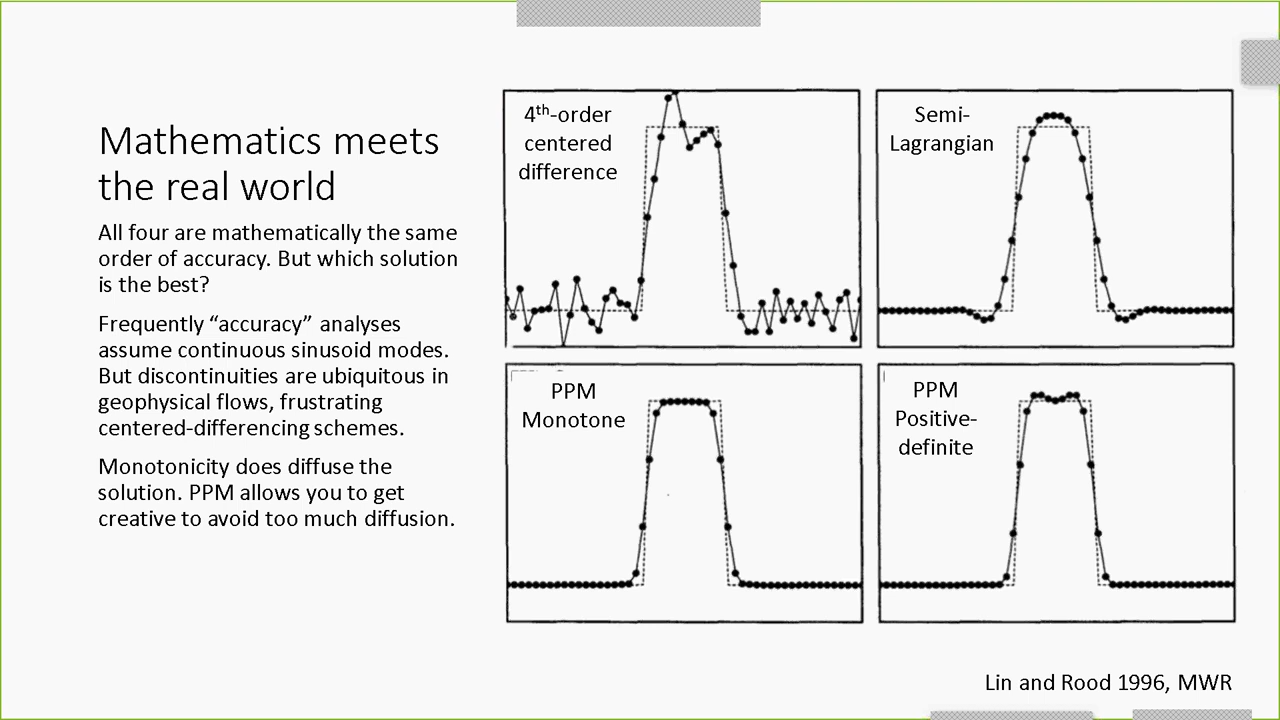 Mathematics meets
the real world
All four are mathematically the same
order of accuracy. But which solution
is the best?
Frequently “accuracy” analyses
assume continuous sinusoid modes.
But discontinuities are ubiquitous in
geophysical flows, frustrating
centered-differencing schemes.
Monotonicity does diffuse the
solution. PPM allows you to get
creative to avoid too much diffusion.
4th-order
centered
difference
Semi-
Lagrangian
PPM
Monotone
PPM
Positive-
definite
Lin and Rood 1996, MWR